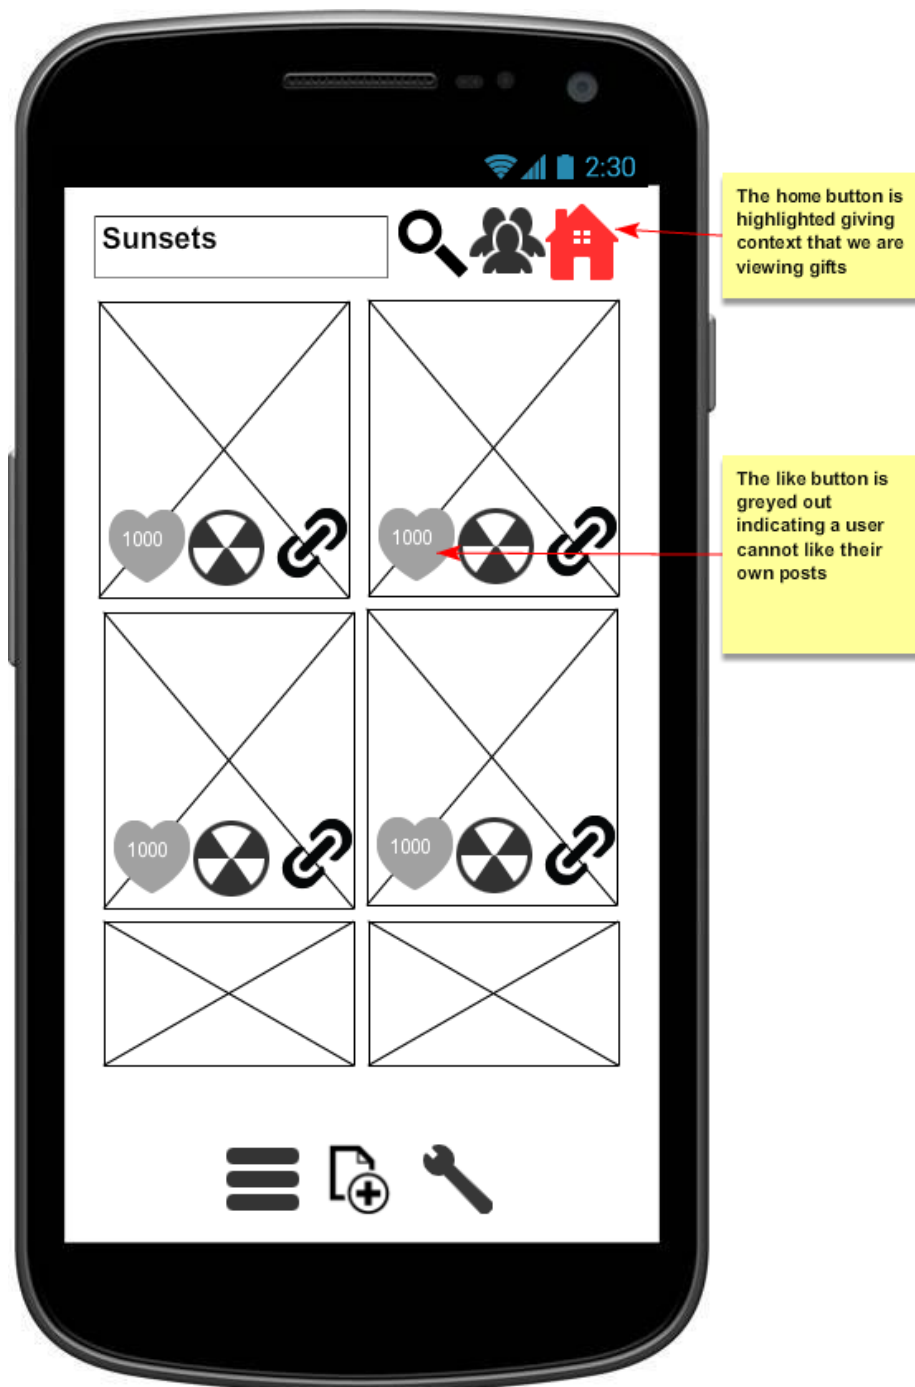 2:30
Sunsets
The home button is
highlighted giving
context that we are
viewing gifts
1000
1000
The like button is
greyed out
indicating a user
cannot like their
own posts
1000
1000